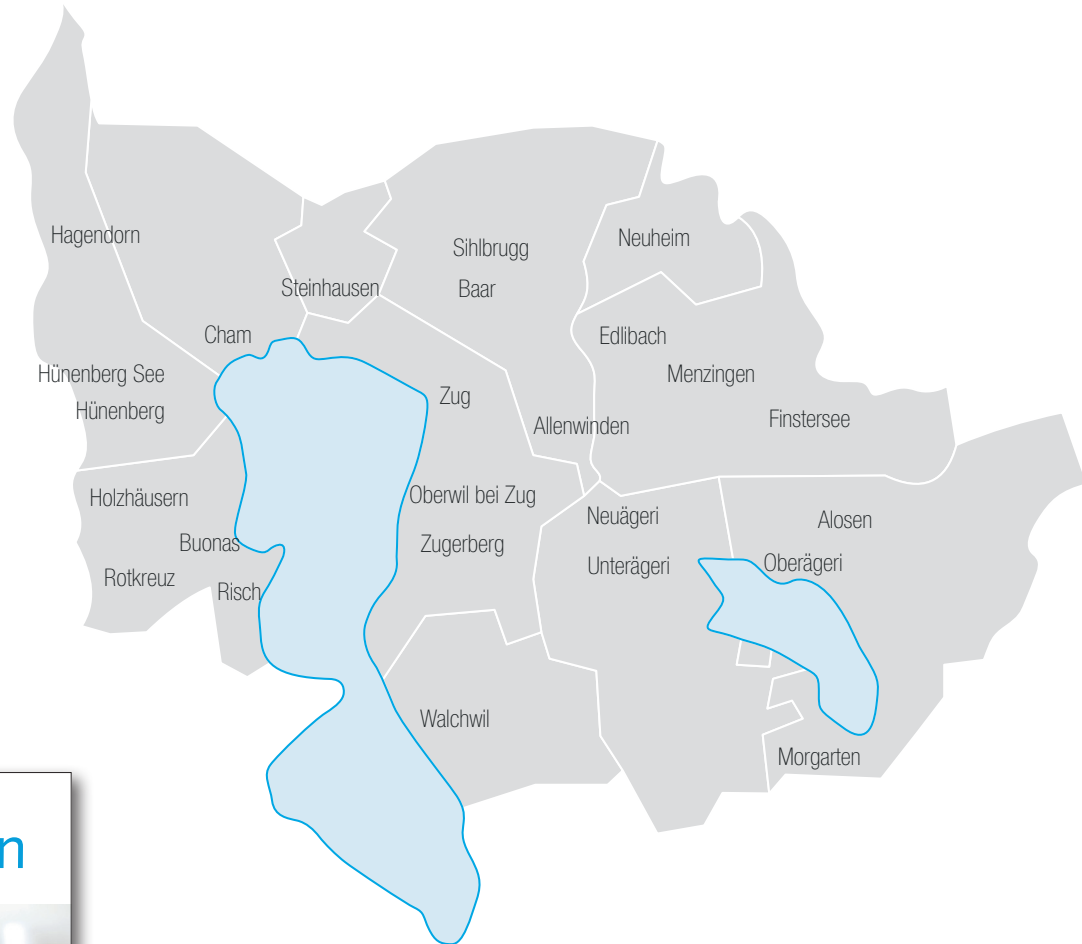 Hagendorn
Neuheim
Sihlbrugg
Steinhausen
Baar
Cham
Edlibach
Hünenberg See
Menzingen
Zug
Hünenberg
Finstersee
Allenwinden
Holzhäusern
Oberwil bei Zug
Neuägeri
Alosen
Buonas
Zugerberg
Oberägeri
Unterägeri
Rotkreuz
Risch
Walchwil
Morgarten
n